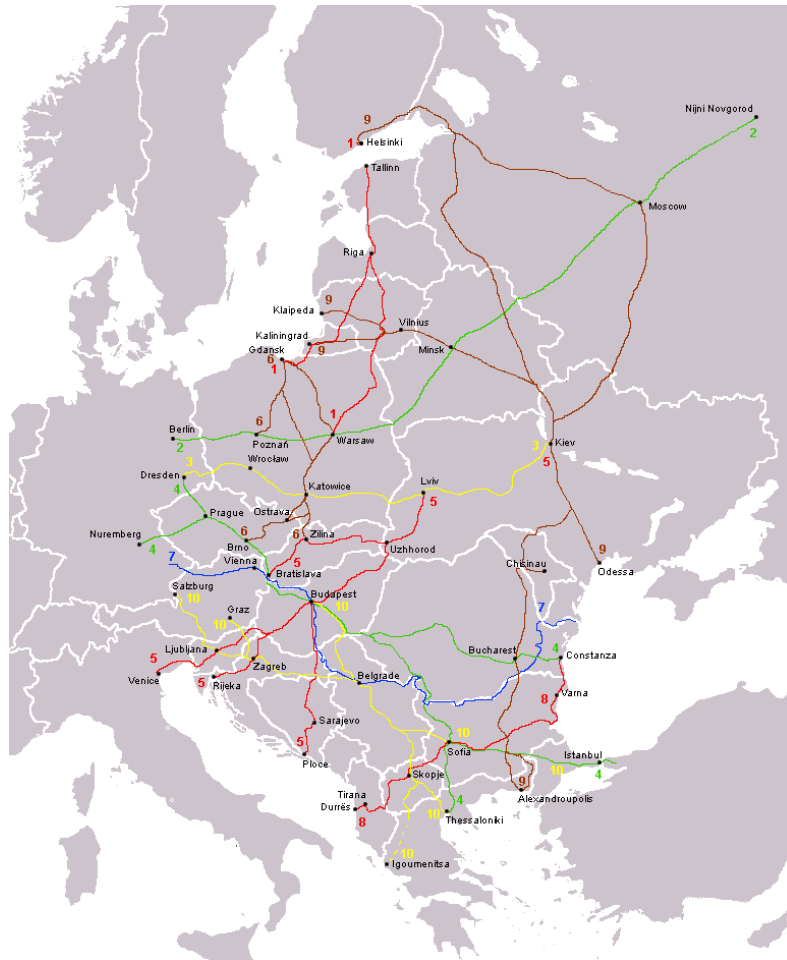 Nijni Novgorod
9
2
1
Helsinki
Tallinn
Moscow
Riga
9
Klaipeda
Vilnius
Kaliningrad
9
Minsk
Gdansk
6
1
Berlin
6
1
2
Poznań
Warsaw
3
Kiev
Wrocław
5
3
Dresden
4
Katowice
Lviv
5
Ostrava
Prague
Nuremberg
4
6
Brno
6
Zilina
Uzhhorod
7
Vienna
5
Bratislava
Chişinau
9
Odessa
Salzburg
10
Budapest
10
Graz
10
7
Ljubljana
Bucharest
4
Constanza
5
Venice
Zagreb
5
Rijeka
Belgrade
8
Varna
Sarajevo
5
Ploce
10
Sofia
Istanbul
10
4
Skopje
9
Alexandroupolis
Tirana
Durrës
8
4
10
Thessaloniki
10
Igoumenitsa